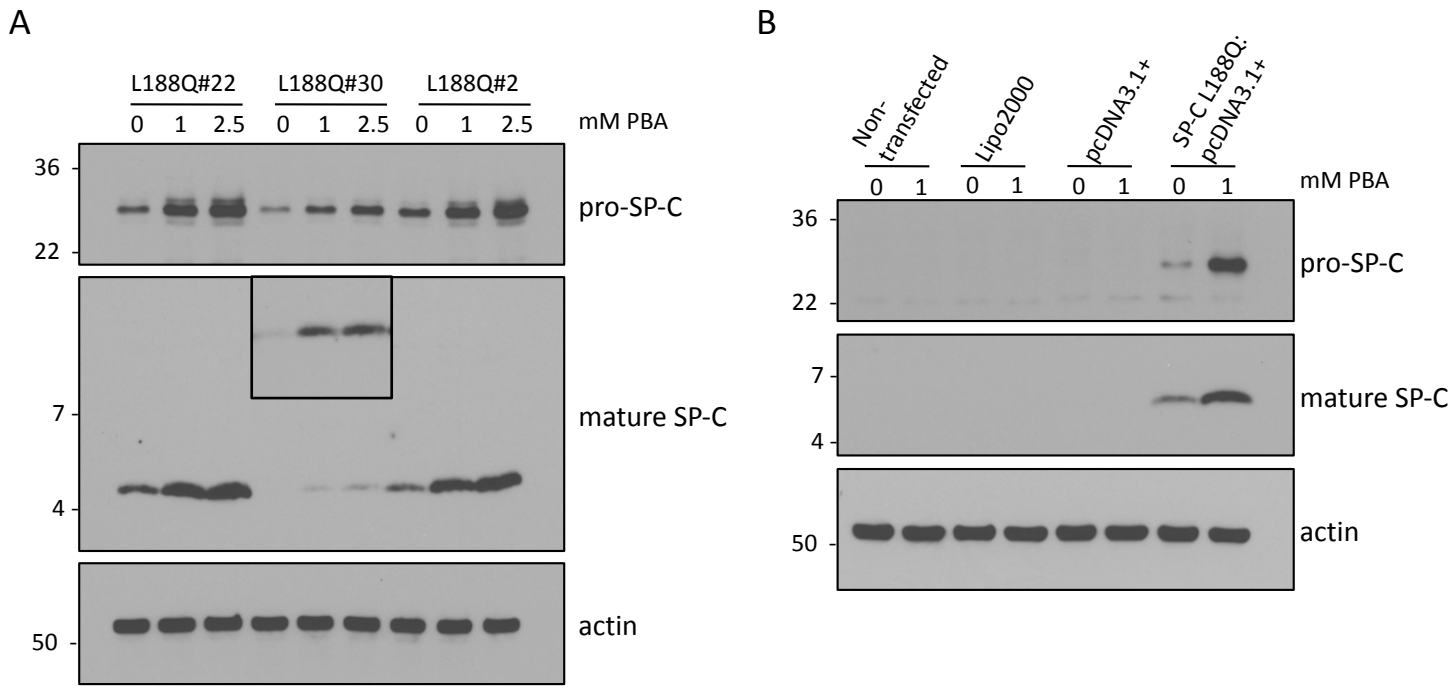 A
L188Q#22 L188Q#30 L188Q#2
0 1 2.5 0 1 2.5 0 1 2.5 mM PBA
36 -
pro-SP-C
22 -
7 -
mature SP-C
4 -
actin
50 -
B
Non-
transfected
Lipo2000
pcDNA3.1+
SP-C L188Q:
pcDNA3.1+
0 1 0 1 0 1 0 1 mM PBA
36 -
pro-SP-C
22 -
7 -
mature SP-C
4 -
actin
50 -